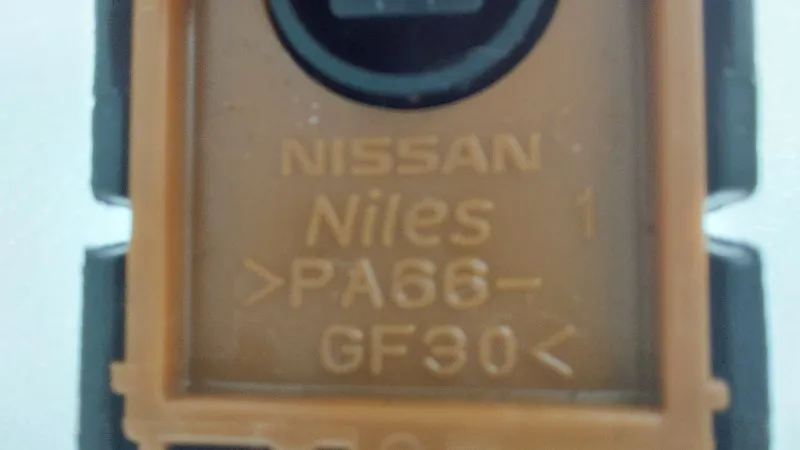 NISSAN
Niles 1
>PA66-
GF30<